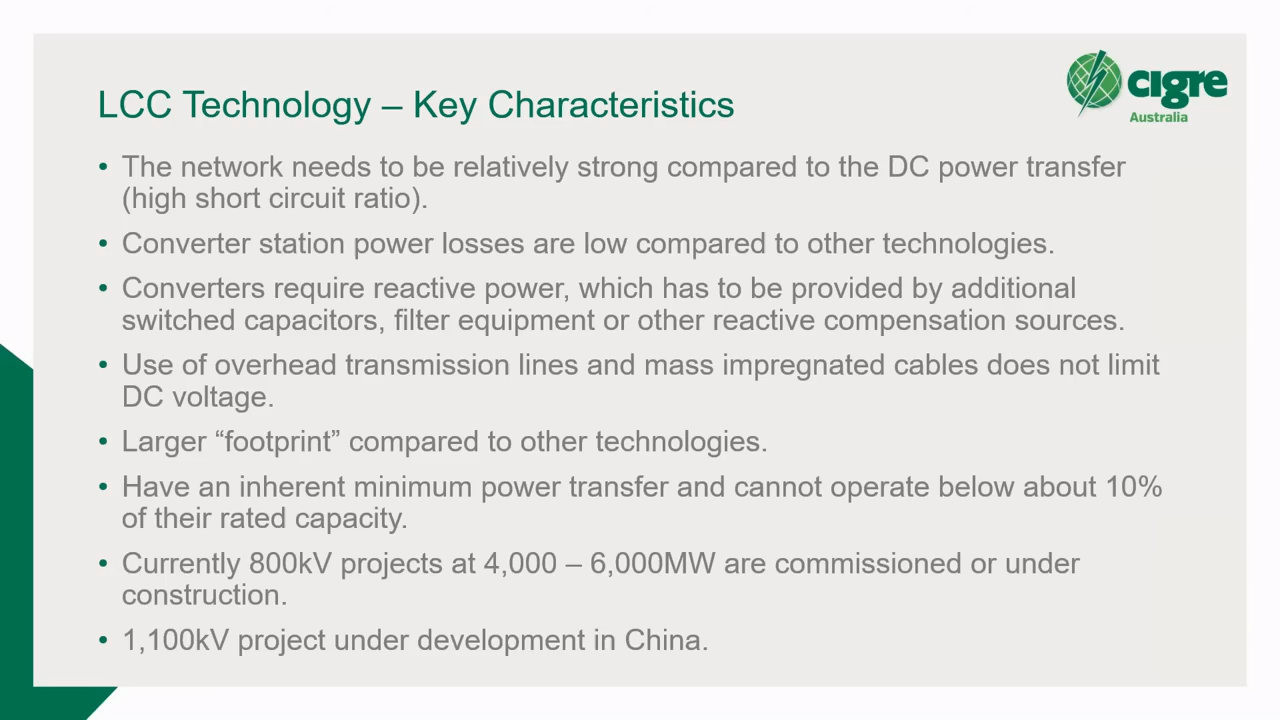 cigre
Australia
LCC Technology – Key Characteristics
• The network needs to be relatively strong compared to the DC power transfer
(high short circuit ratio).
• Converter station power losses are low compared to other technologies.
• Converters require reactive power, which has to be provided by additional
switched capacitors, filter equipment or other reactive compensation sources.
• Use of overhead transmission lines and mass impregnated cables does not limit
DC voltage.
• Larger “footprint” compared to other technologies.
• Have an inherent minimum power transfer and cannot operate below about 10%
of their rated capacity.
• Currently 800kV projects at 4,000 – 6,000MW are commissioned or under
construction.
• 1,100kV project under development in China.